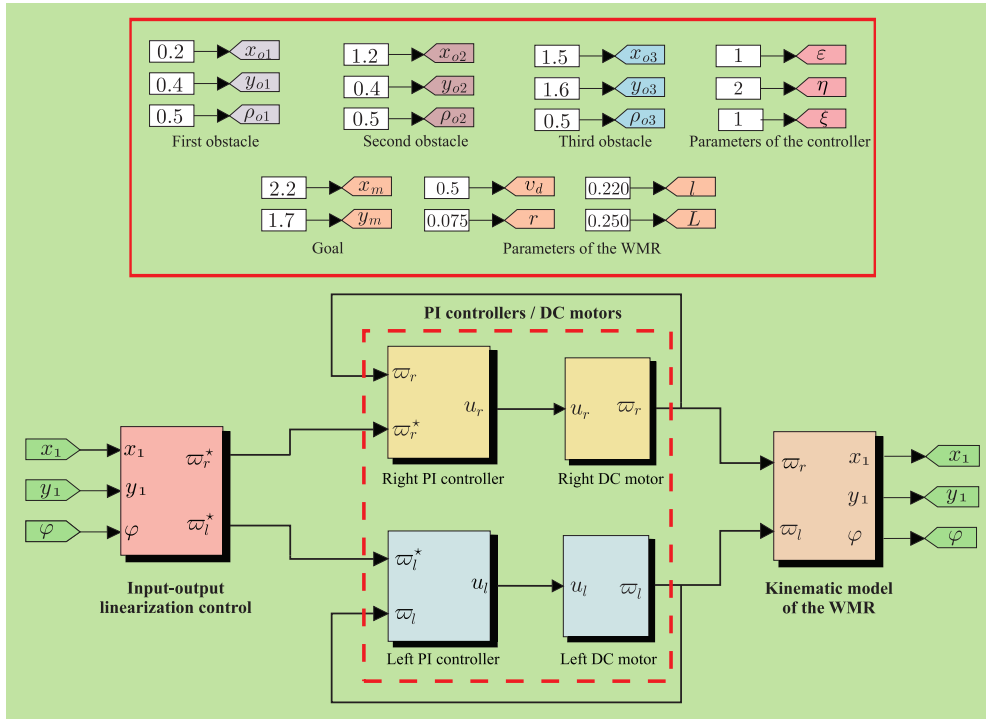 0.2 x_{o1} 1.2 x_{o2} 1.5 x_{o3} 1 ε
0.4 y_{o1} 0.4 y_{o2} 1.6 y_{o3} 2 η
0.5 ρ_{o1} 0.5 ρ_{o2} 0.5 ρ_{o3} 1 ξ
First obstacle Second obstacle Third obstacle Parameters of the controller
2.2 x_m 0.5 v_d 0.220 l
1.7 y_m 0.075 r 0.250 L
Goal Parameters of the WMR
PI controllers / DC motors
ϖ_r
u_r u_r ϖ_r
ϖ_r^⋆
Right PI controller Right DC motor
x_1 x_1 ϖ_r^⋆
y_1 y_1
φ φ ϖ_l^⋆
Input-output
linearization control
ϖ_l^⋆
u_l u_l ϖ_l
ϖ_l
Left PI controller Left DC motor
ϖ_r x_1 x_1
y_1 y_1
ϖ_l φ φ
Kinematic model
of the WMR